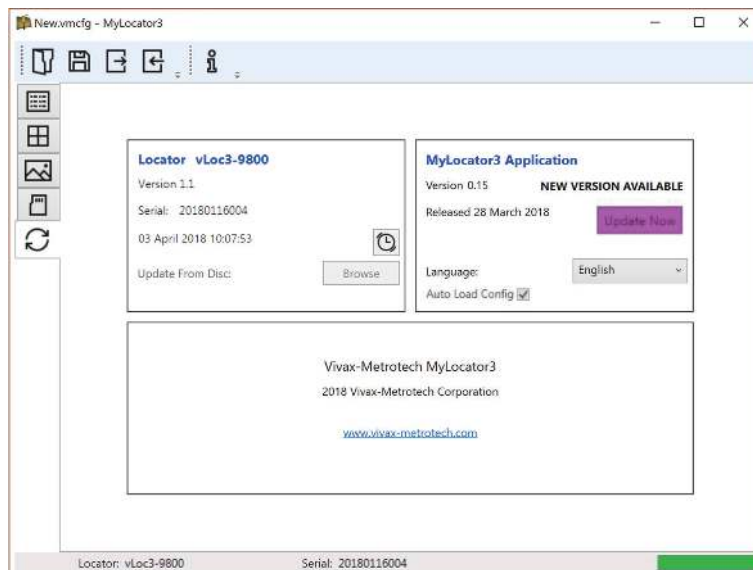 New.vmcfg - MyLocator3
Locator vLoc3-9800
Version 1.1
Serial: 20180116004
03 April 2018 10:07:53
Update From Disc:
Browse
MyLocator3 Application
Version 0.15
NEW VERSION AVAILABLE
Released 28 March 2018
Update Now
Language:
English
Auto Load Config
Vivax-Metrotech MyLocator3
2018 Vivax-Metrotech Corporation
www.vivax-metrotech.com
Locator: vLoc3-9800
Serial: 20180116004